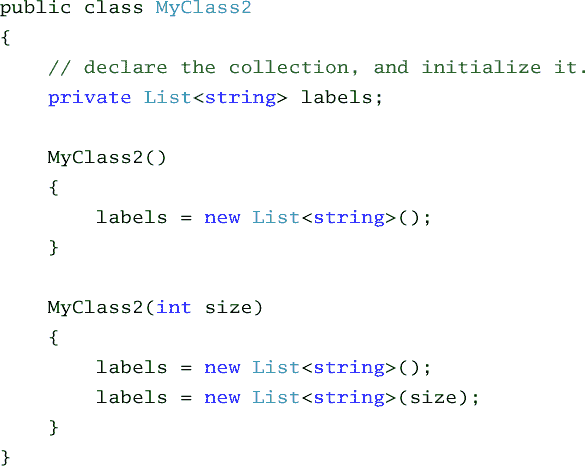 public class MyClass2
{
    // declare the collection, and initialize it.
    private List<string> labels;

    MyClass2()
    {
        labels = new List<string>();
    }

    MyClass2(int size)
    {
        labels = new List<string>();
        labels = new List<string>(size);
    }
}